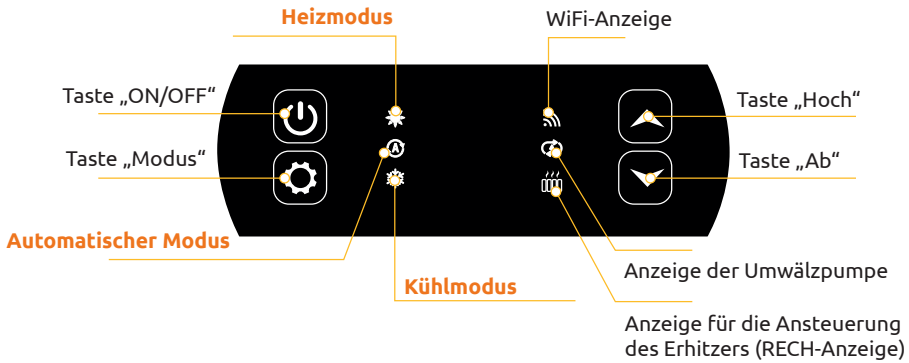 Heizmodus
WiFi-Anzeige
Taste „ON/OFF“
Taste „Hoch“
A
Taste „Modus“
Taste „Ab“
Automatischer Modus
Kühlmodus
Anzeige der Umwälzpumpe
Anzeige für die Ansteuerung
des Erhitzers (RECH-Anzeige)